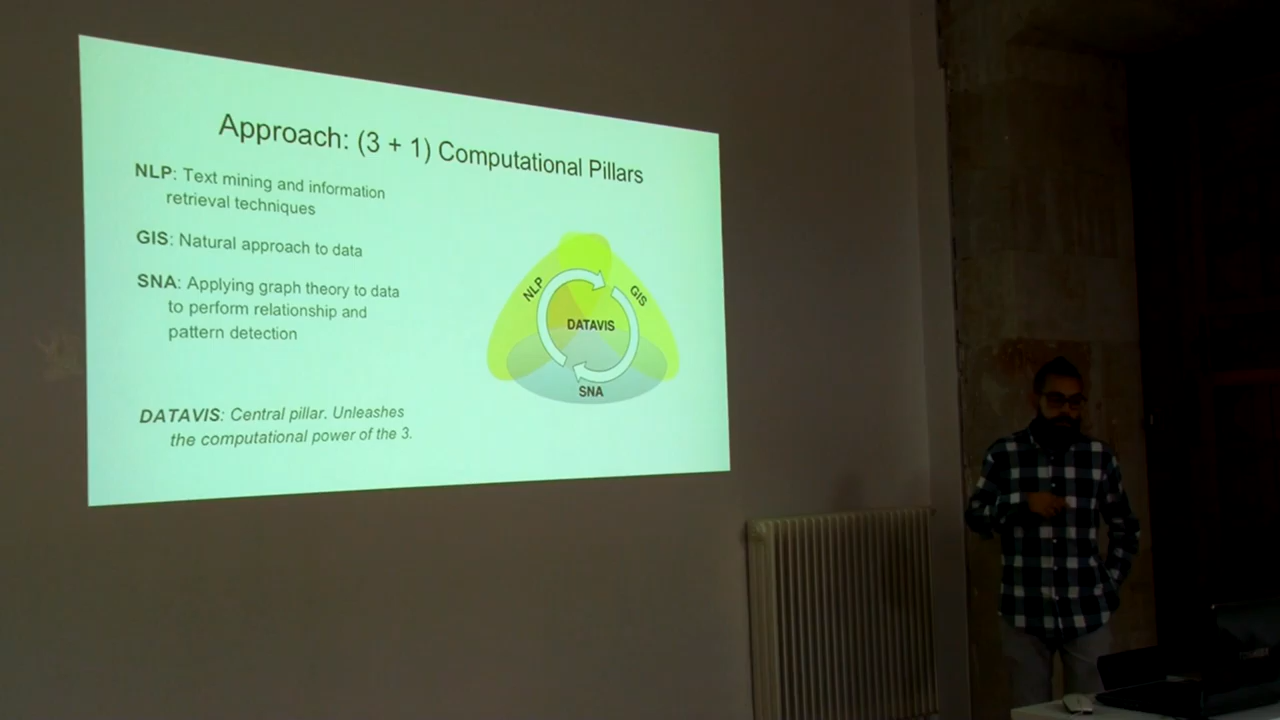 Approach: (3 + 1) Computational Pillars
NLP: Text mining and information
retrieval techniques
GIS: Natural approach to data
SNA: Applying graph theory to data
to perform relationship and
pattern detection
DATAVIS: Central pillar. Unleashes
the computational power of the 3.
NLP
GIS
DATAVIS
SNA